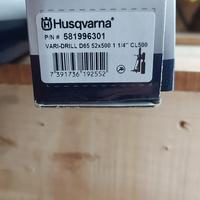 Husqvarna
P/N # 581996301
VARI-DRILL D65 52x500 1 1/4" CL500
7 391736 192552